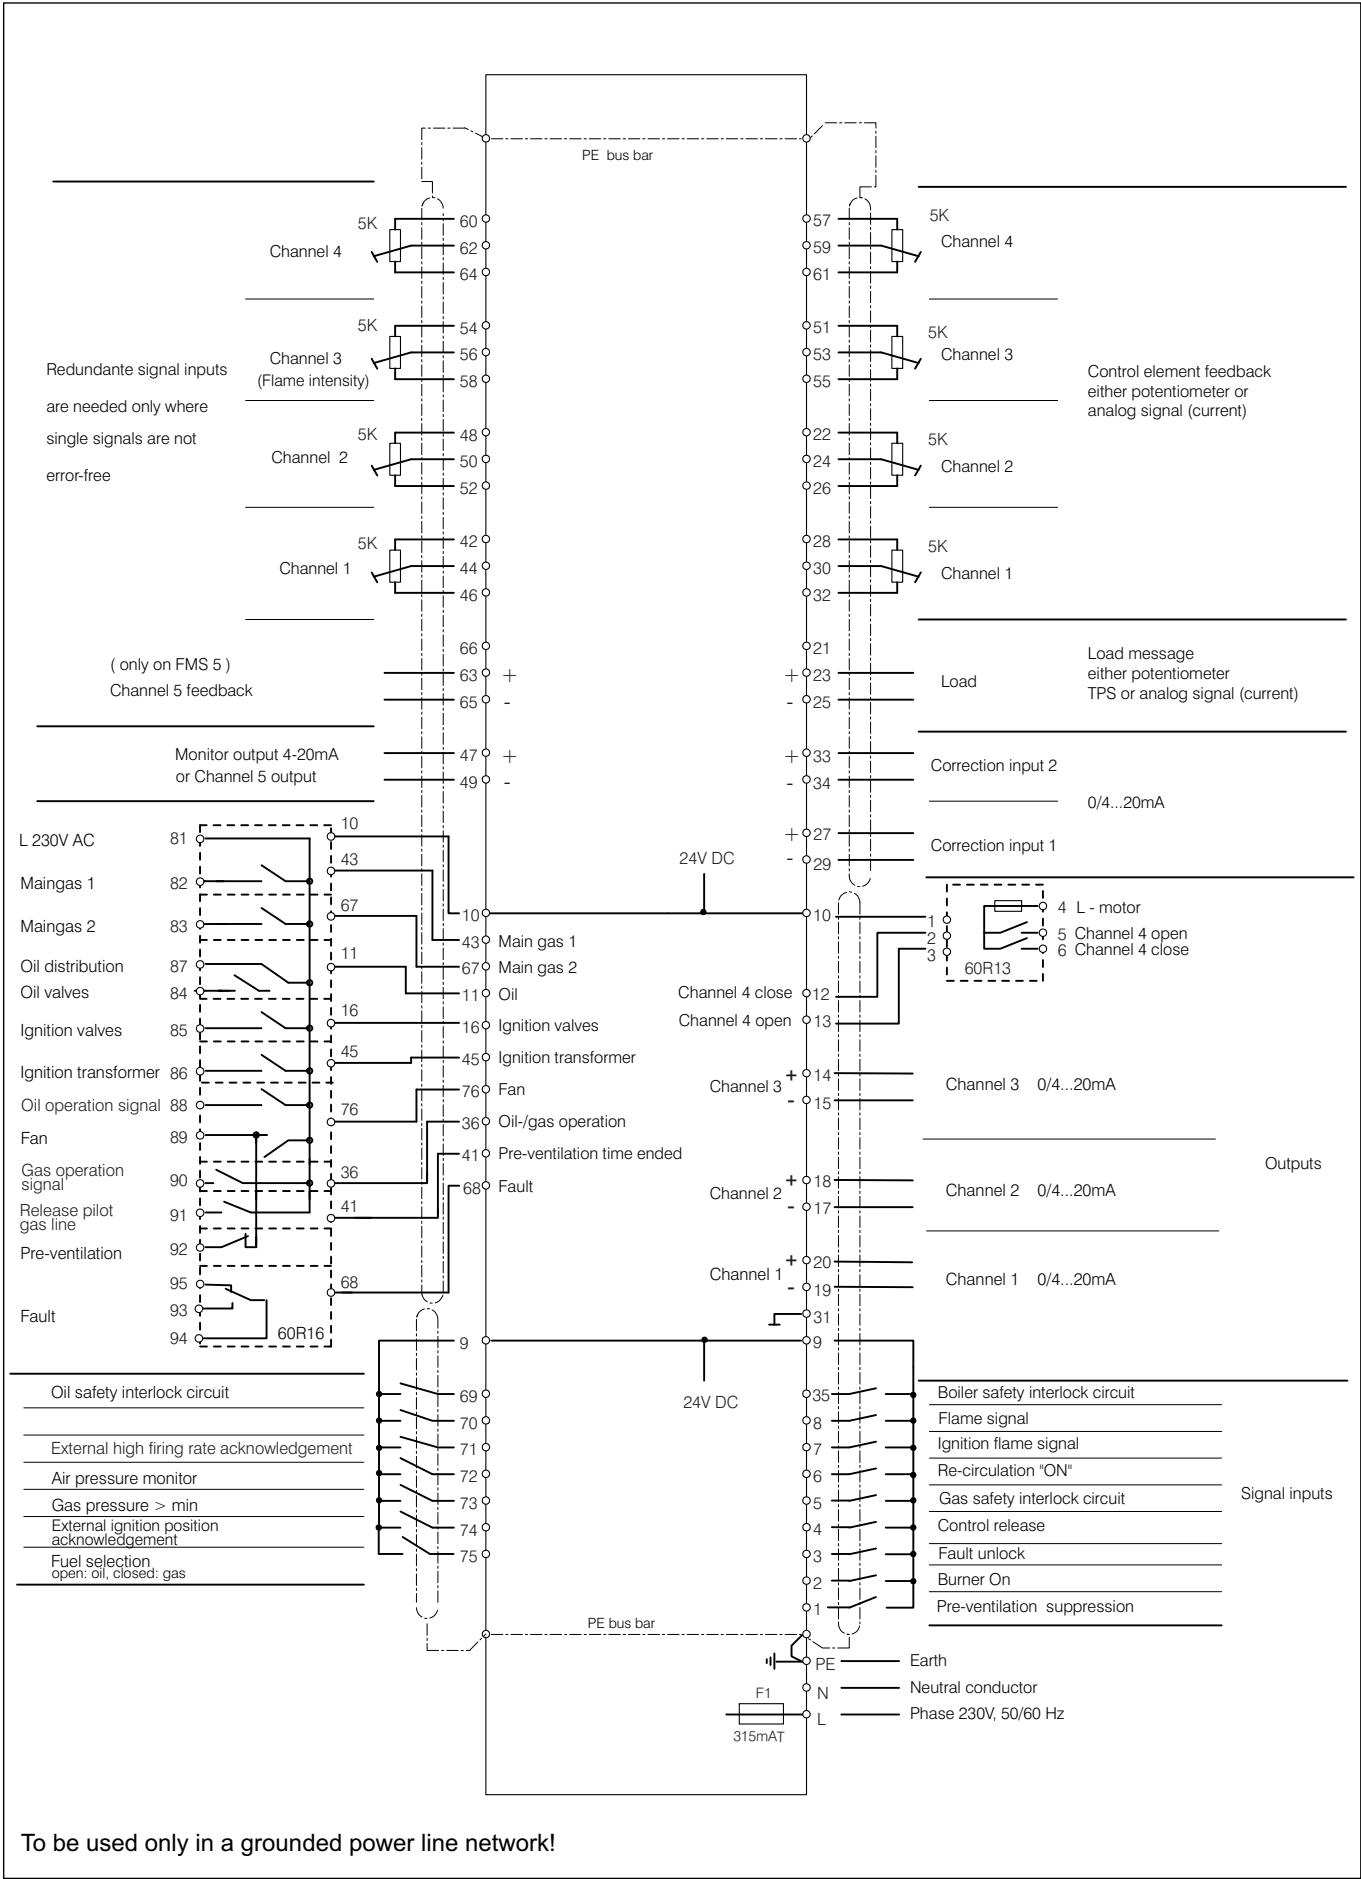 PE bus bar
5K
60
62
64
Channel 4
5K
54
56
58
Channel 3
(Flame intensity)
5K
48
50
52
Channel 2
5K
42
44
46
Channel 1
Redundante signal inputs
are needed only where
single signals are not
error-free
57
59
61
5K
Channel 4
51
53
55
5K
Channel 3
22
24
26
5K
Channel 2
28
30
32
5K
Channel 1
Control element feedback
either potentiometer or
analog signal (current)
66
63 +
65 -
( only on FMS 5 )
Channel 5 feedback
21
+ 23
- 25
Load
Load message
either potentiometer
TPS or analog signal (current)
Monitor output 4-20mA
or Channel 5 output
47 +
49 -
+ 33
- 34
Correction input 2
0/4...20mA
+ 27
- 29
Correction input 1
L 230V AC 81
Maingas 1 82
Maingas 2 83
Oil distribution 87
Oil valves 84
Ignition valves 85
Ignition transformer 86
Oil operation signal 88
Fan 89
Gas operation
signal 90
Release pilot
gas line 91
Pre-ventilation 92
95
Fault 93
94
60R16
10
43
67
11
16
45
76
36
41
68
24V DC
10
43 Main gas 1
67 Main gas 2
11 Oil
16 Ignition valves
45 Ignition transformer
76 Fan
36 Oil-/gas operation
41 Pre-ventilation time ended
68 Fault
10
1
2
3
60R13
4 L - motor
5 Channel 4 open
6 Channel 4 close
Channel 4 close 12
Channel 4 open 13
Channel 3 + 14
- 15
Channel 3 0/4...20mA
Channel 2 + 18
- 17
Channel 2 0/4...20mA
Channel 1 + 20
- 19
Channel 1 0/4...20mA
Outputs
31
9
9
24V DC
Oil safety interlock circuit 69
70
External high firing rate acknowledgement 71
Air pressure monitor 72
Gas pressure > min 73
External ignition position
acknowledgement 74
Fuel selection 75
open: oil, closed: gas
35 Boiler safety interlock circuit
8 Flame signal
7 Ignition flame signal
6 Re-circulation "ON"
5 Gas safety interlock circuit
4 Control release
3 Fault unlock
2 Burner On
1 Pre-ventilation suppression
Signal inputs
PE bus bar
PE Earth
N Neutral conductor
L Phase 230V, 50/60 Hz
F1
315mAT
To be used only in a grounded power line network!